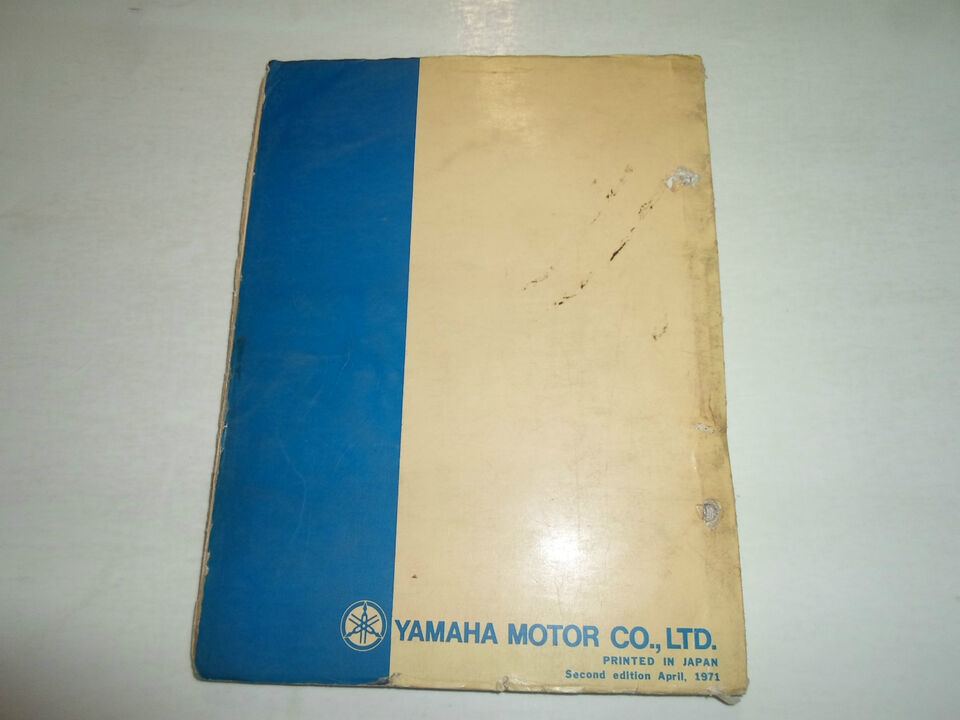 YAMAHA MOTOR CO., LTD.
PRINTED IN JAPAN
Second edition April, 1971